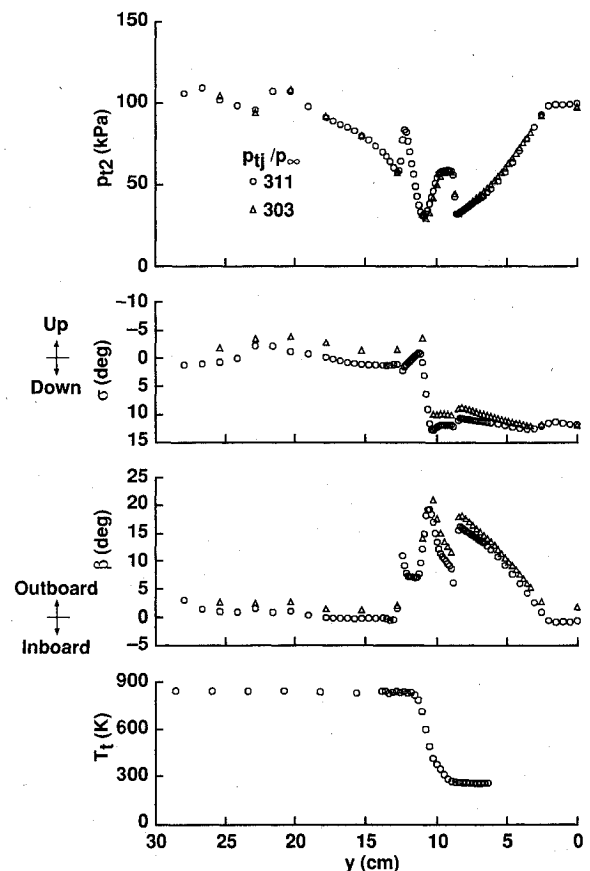 150
100
50
0
p_t2 (kPa)
p_tj /p_∞
○ 311
△ 303
-10
-5
0
5
10
15
σ (deg)
Up
Down
25
20
15
10
5
0
-5
β (deg)
Outboard
Inboard
900
600
300
0
T_t (K)
30 25 20 15 10 5 0
y (cm)